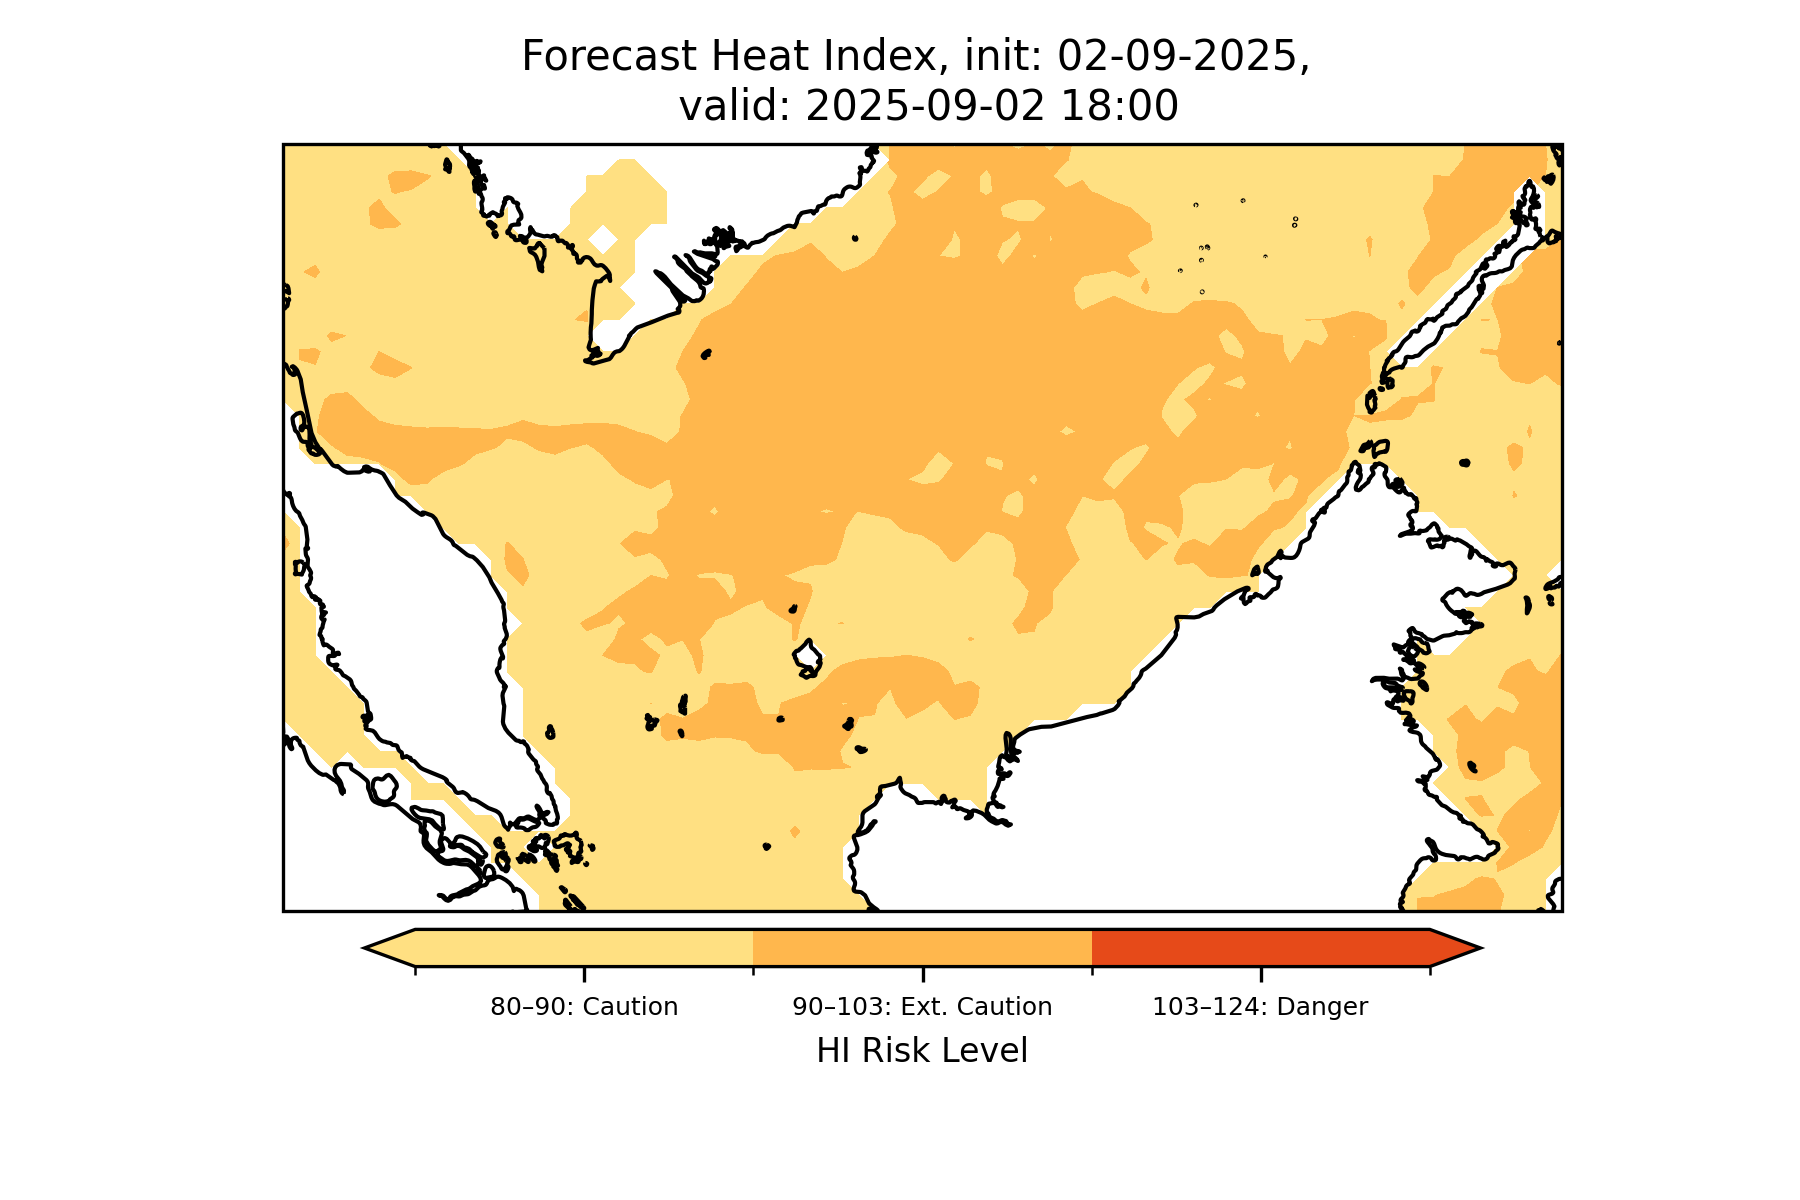 Forecast Heat Index, init: 02-09-2025,
valid: 2025-09-02 18:00
80–90: Caution
90–103: Ext. Caution
103–124: Danger
HI Risk Level